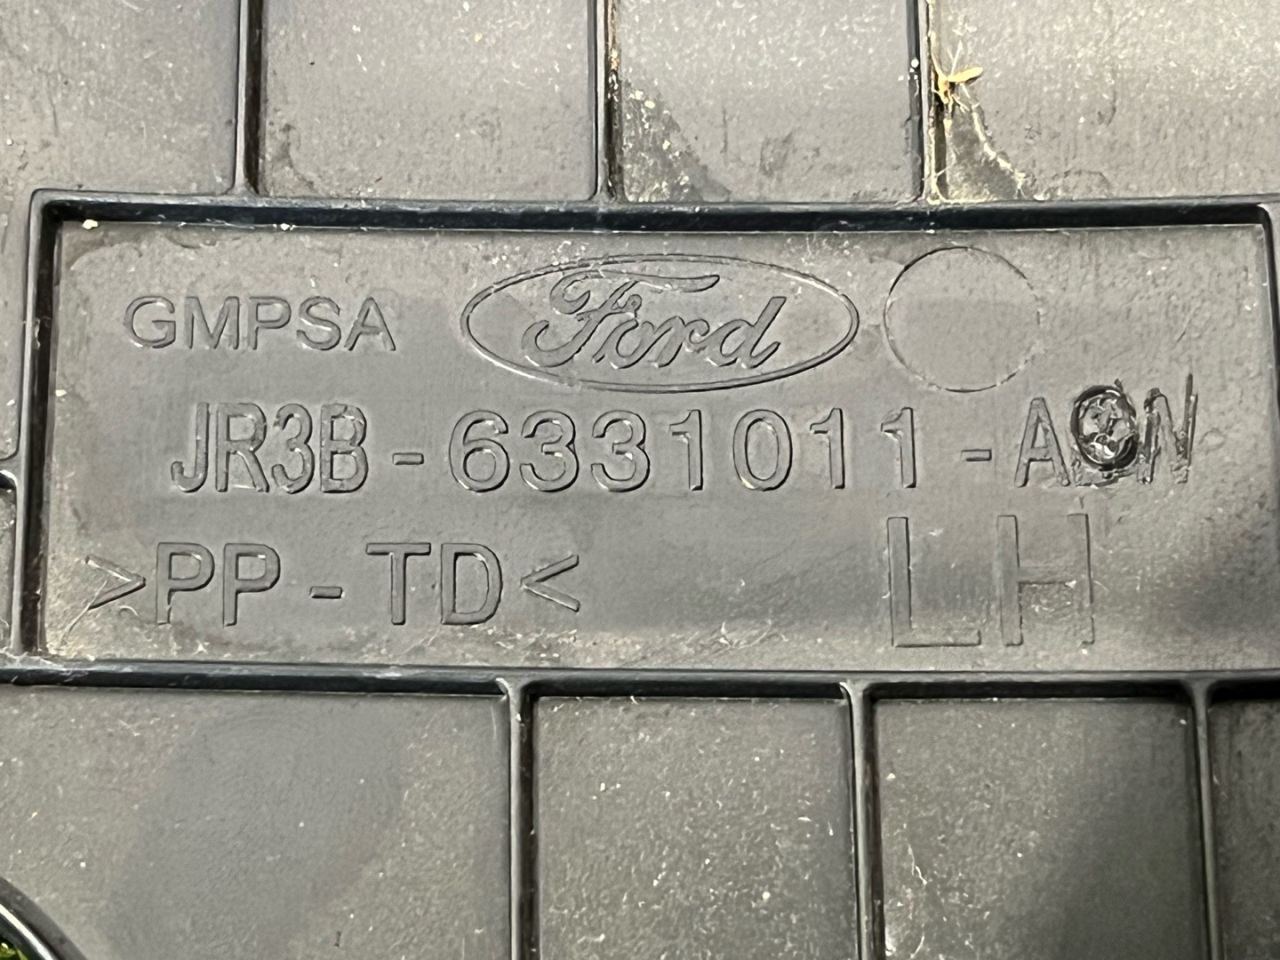 GMPSA Ford
JR3B-6331011-
>PP-TD< LH